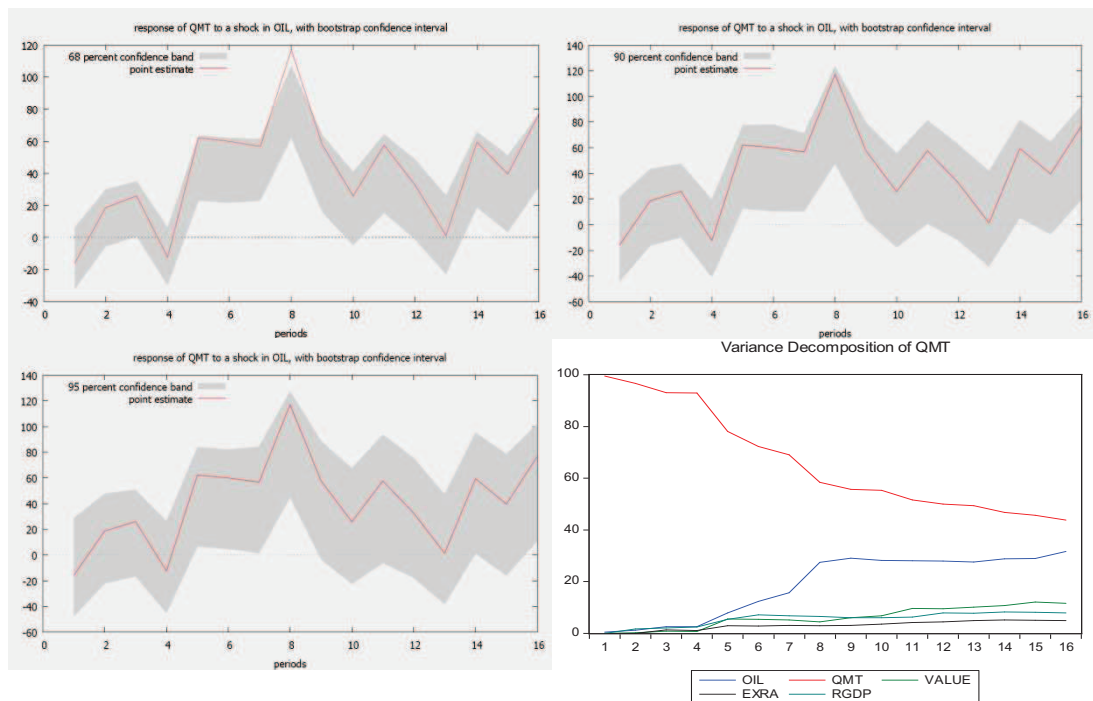 response of QMT to a shock in OIL, with bootstrap confidence interval
68 percent confidence band
point estimate
120
100
80
60
40
20
0
-20
-40
0 2 4 6 8 10 12 14 16
periods
response of QMT to a shock in OIL, with bootstrap confidence interval
90 percent confidence band
point estimate
140
120
100
80
60
40
20
0
-20
-40
-60
0 2 4 6 8 10 12 14 16
periods
response of QMT to a shock in OIL, with bootstrap confidence interval
95 percent confidence band
point estimate
140
120
100
80
60
40
20
0
-20
-40
-60
0 2 4 6 8 10 12 14 16
periods
Variance Decomposition of QMT
100
80
60
40
20
0
1 2 3 4 5 6 7 8 9 10 11 12 13 14 15 16
OIL QMT VALUE
EXRA RGDP